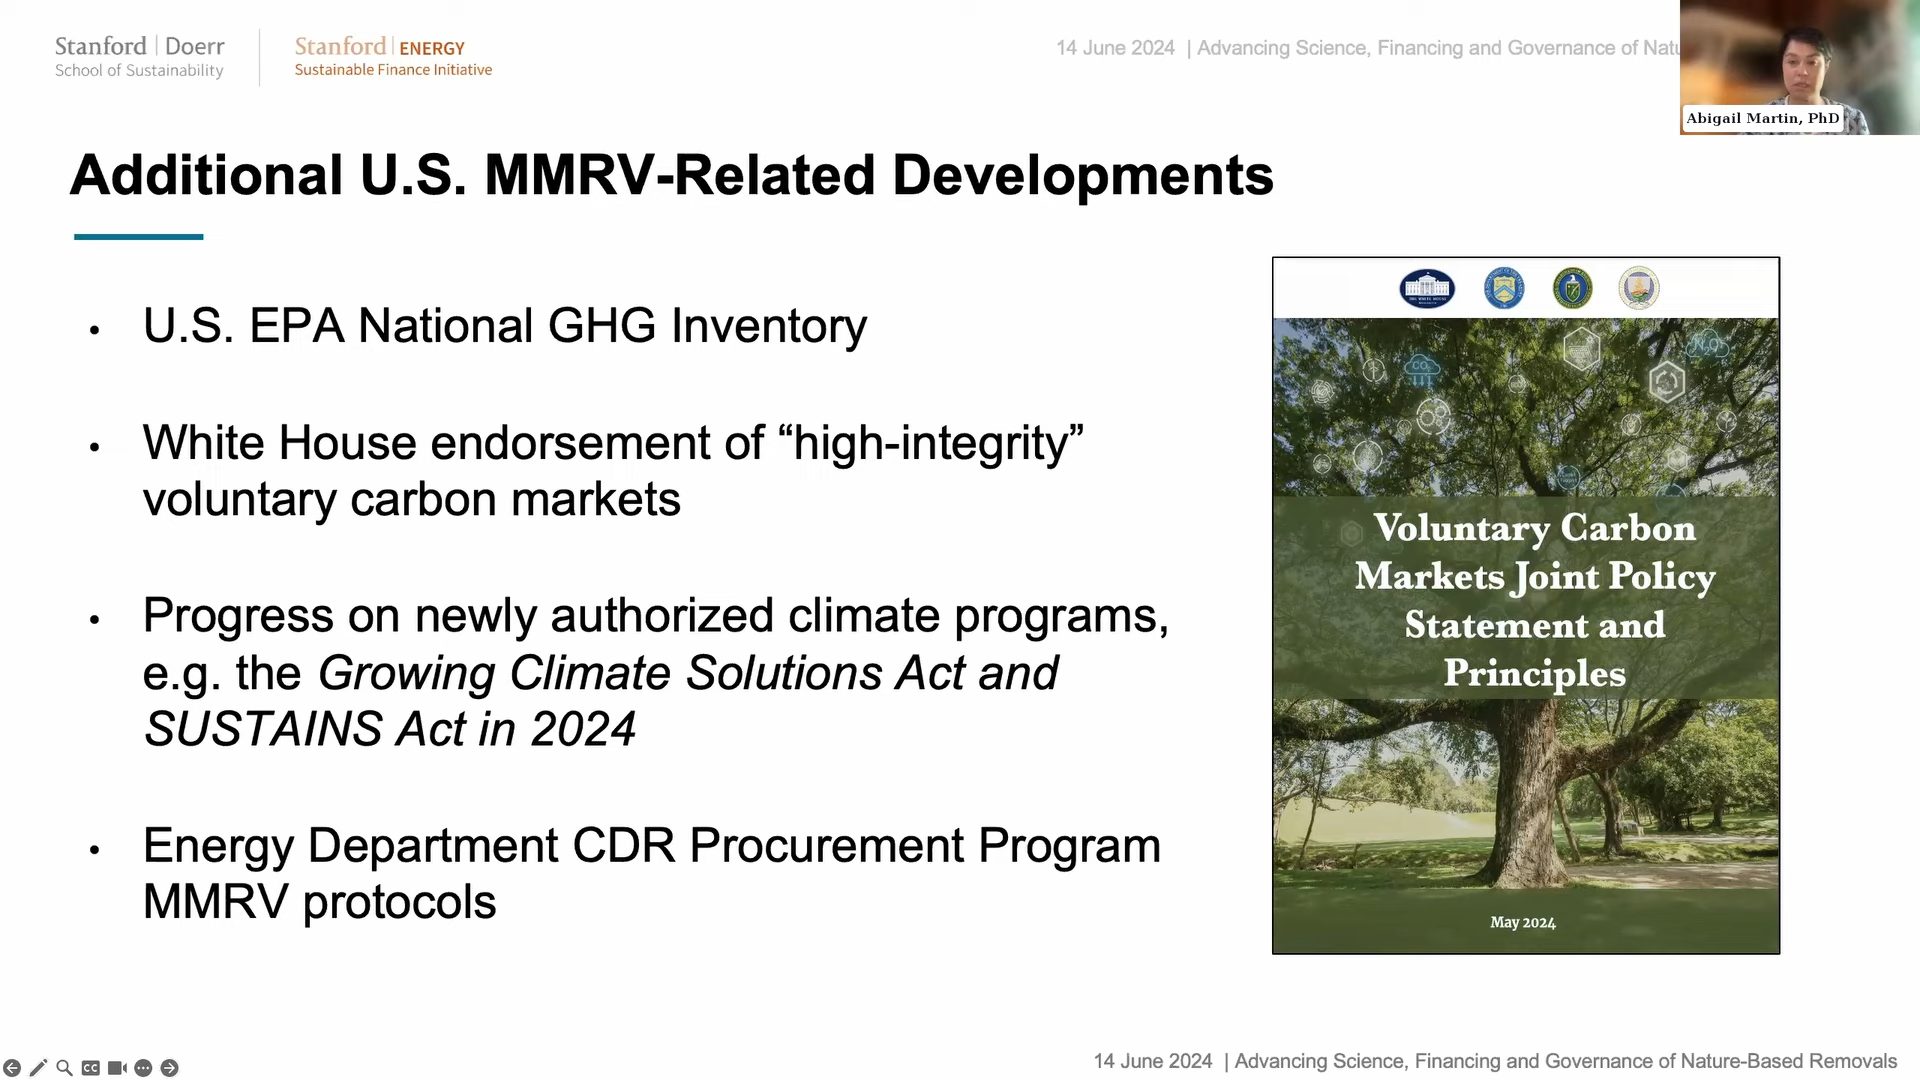 Stanford | Doerr
School of Sustainability
Stanford | ENERGY
Sustainable Finance Initiative
14 June 2024 | Advancing Science, Financing and Governance of
Abigail Martin, PhD
Additional U.S. MMRV-Related Developments
• U.S. EPA National GHG Inventory
• White House endorsement of “high-integrity”
voluntary carbon markets
• Progress on newly authorized climate programs,
e.g. the Growing Climate Solutions Act and
SUSTAINS Act in 2024
• Energy Department CDR Procurement Program
MMRV protocols
CO₂
N₂O
Voluntary Carbon
Markets Joint Policy
Statement and
Principles
May 2024
CC
14 June 2024 | Advancing Science, Financing and Governance of Nature-Based Removals